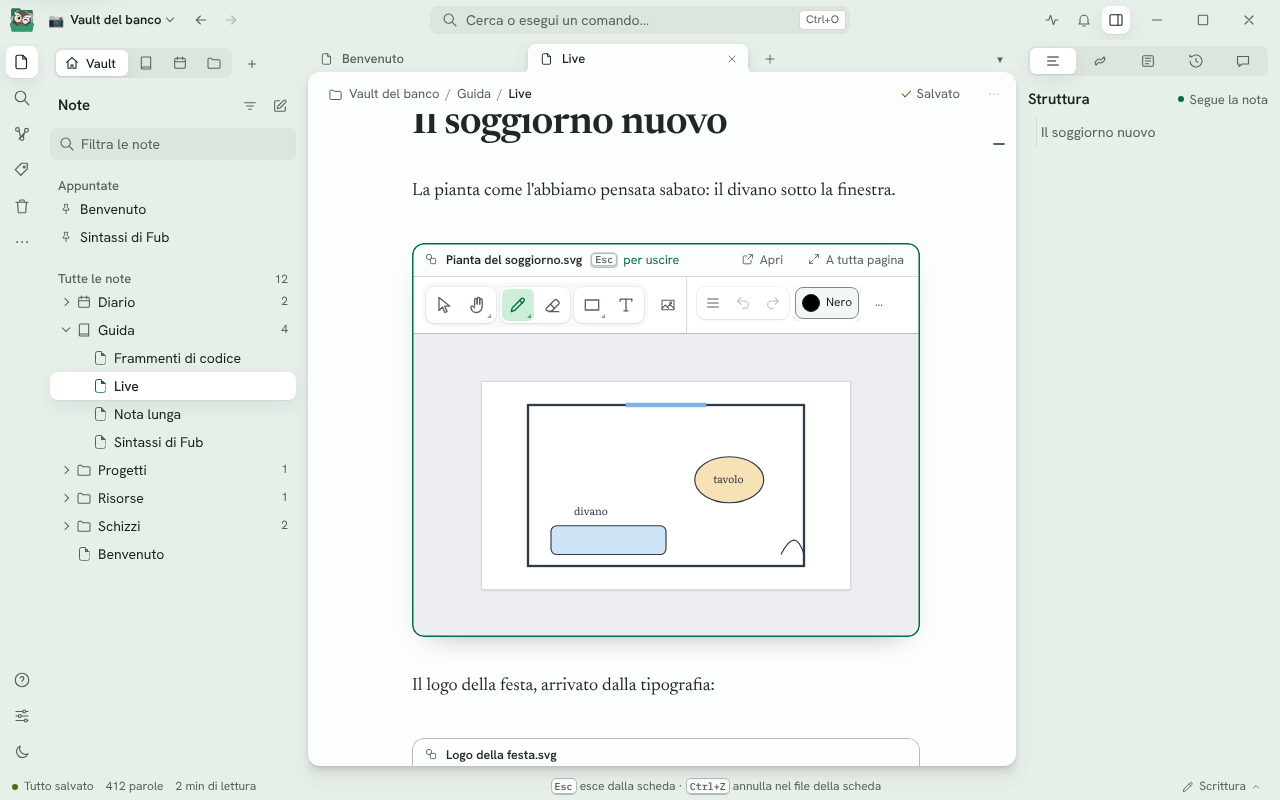 Vault del banco
Cerca o esegui un comando…
Ctrl+O
Vault
Note
Filtra le note
Appuntate
Benvenuto
Sintassi di Fub
Tutte le note 12
Diario 2
Guida 4
Frammenti di codice
Live
Nota lunga
Sintassi di Fub
Progetti 1
Risorse 1
Schizzi 2
Benvenuto
Benvenuto
Live
Vault del banco / Guida / Live
Salvato
Il soggiorno nuovo
La pianta come l'abbiamo pensata sabato: il divano sotto la finestra.
Pianta del soggiorno.svg Esc per uscire
Apri
A tutta pagina
Nero
tavolo
divano
Il logo della festa, arrivato dalla tipografia:
Logo della festa.svg
Struttura
Segue la nota
Il soggiorno nuovo
Tutto salvato 412 parole 2 min di lettura
Esc esce dalla scheda · Ctrl+Z annulla nel file della scheda
Scrittura